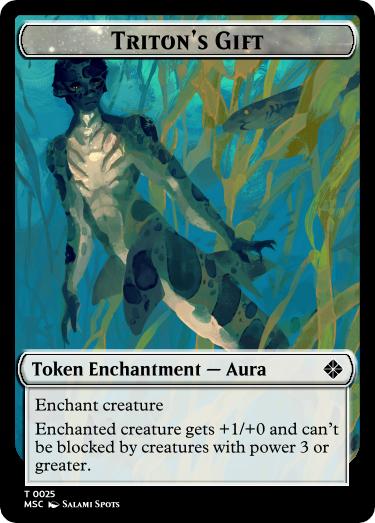 Triton's Gift
Token Enchantment — Aura
Enchant creature
Enchanted creature gets +1/+0 and can't
be blocked by creatures with power 3 or
greater.
T 0025
MSC Salami Spots